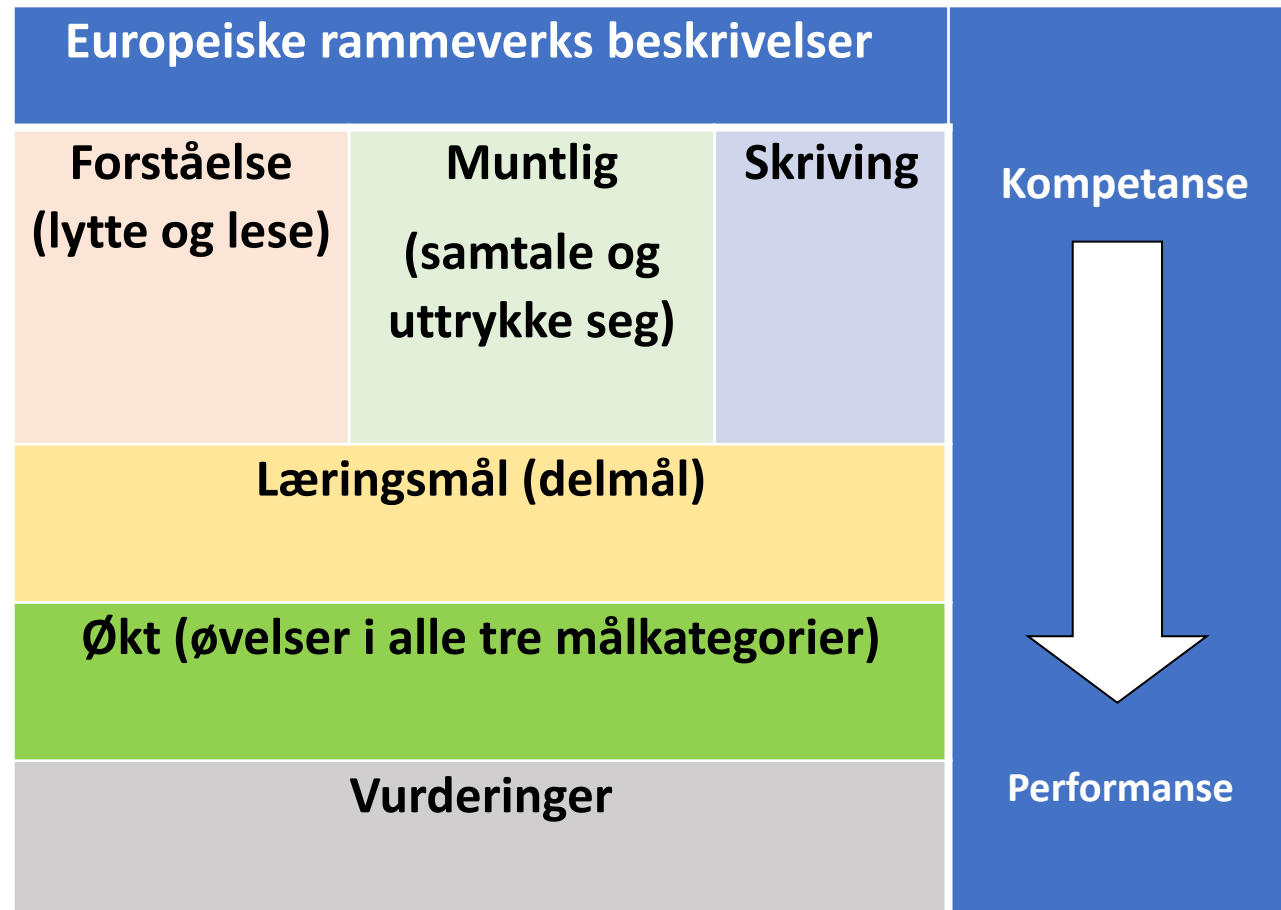 Europeiske rammeverks beskrivelser
Forståelse
(lytte og lese)
Muntlig
(samtale og
uttrykke seg)
Skriving
Læringsmål (delmål)
Økt (øvelser i alle tre målkategorier)
Vurderinger
Kompetanse
Performanse